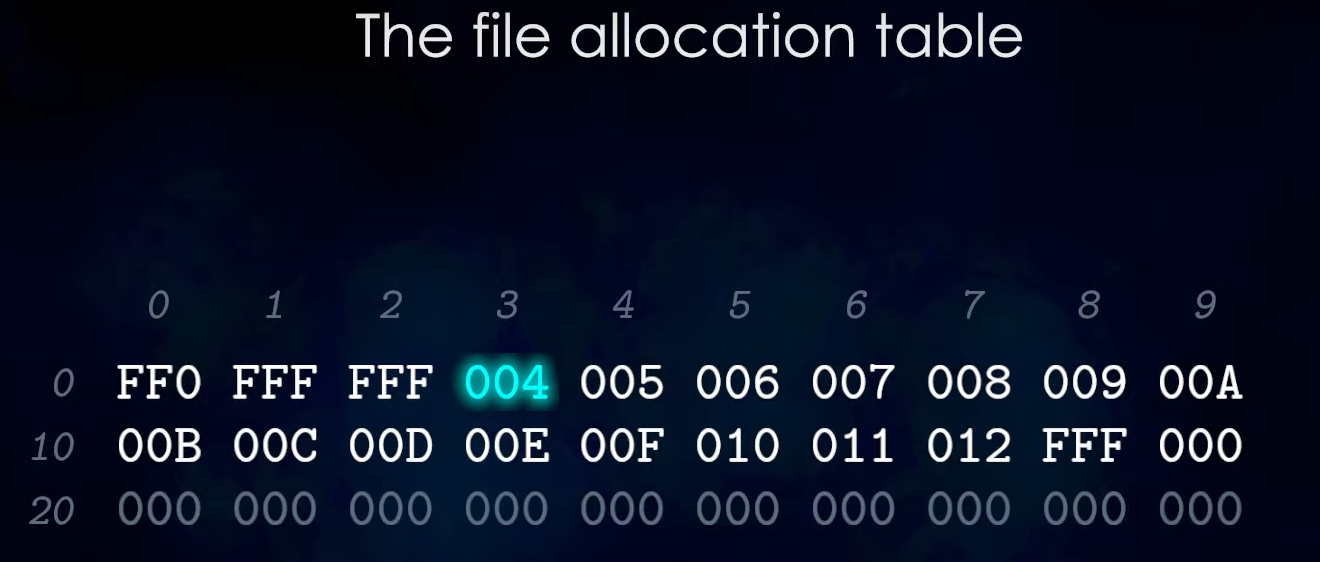 The file allocation table
0 1 2 3 4 5 6 7 8 9
0 FF0 FFF FFF 004 005 006 007 008 009 00A
10 00B 00C 00D 00E 00F 010 011 012 FFF 000
20 000 000 000 000 000 000 000 000 000 000